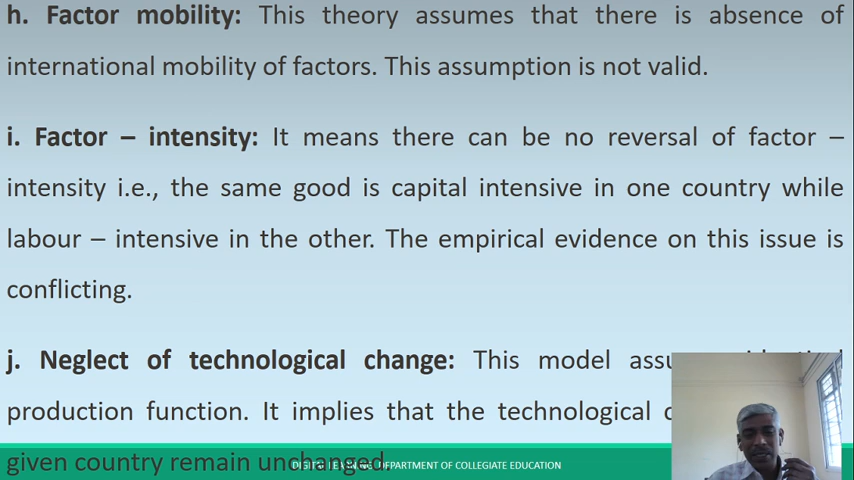 h. Factor mobility: This theory assumes that there is absence of
international mobility of factors. This assumption is not valid.
i. Factor – intensity: It means there can be no reversal of factor –
intensity i.e., the same good is capital intensive in one country while
labour – intensive in the other. The empirical evidence on this issue is
conflicting.
j. Neglect of technological change: This model
production function. It implies that the technological
given country remain unchanged.
DIGITAL LEARNING, DEPARTMENT OF COLLEGIATE EDUCATION